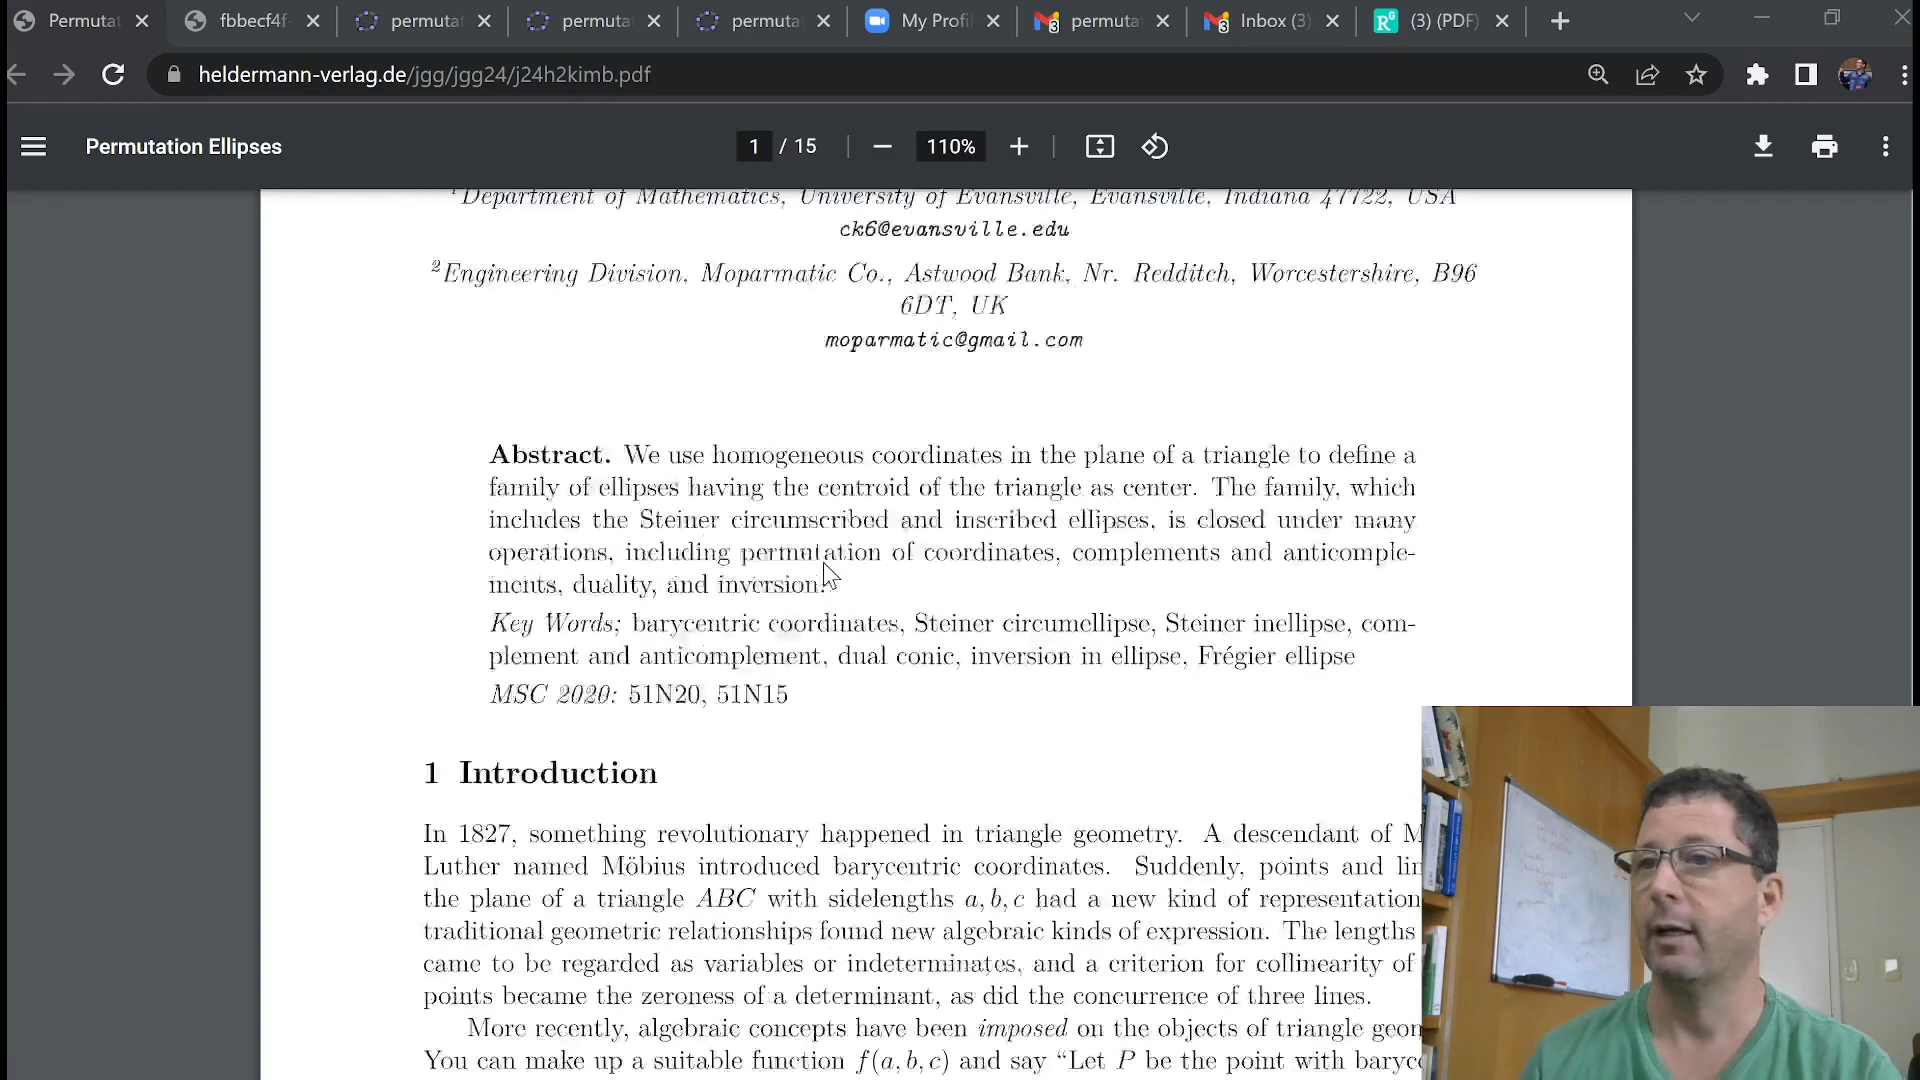 Permutat
fbbecf4f-
permuta
permuta
permuta
My Profi
permuta
Inbox (3)
(3) (PDF)
heldermann-verlag.de/jgg/jgg24/j24h2kimb.pdf
Permutation Ellipses
1 / 15
110%
1Department of Mathematics, University of Evansville, Evansville, Indiana 47722, USA
ck6@evansville.edu
2Engineering Division, Moparmatic Co., Astwood Bank, Nr. Redditch, Worcestershire, B96
6DT, UK
moparmatic@gmail.com
Abstract. We use homogeneous coordinates in the plane of a triangle to define a
family of ellipses having the centroid of the triangle as center. The family, which
includes the Steiner circumscribed and inscribed ellipses, is closed under many
operations, including permutation of coordinates, complements and anticomple-
ments, duality, and inversion.
Key Words: barycentric coordinates, Steiner circumellipse, Steiner inellipse, com-
plement and anticomplement, dual conic, inversion in ellipse, Frégier ellipse
MSC 2020: 51N20, 51N15
1 Introduction
In 1827, something revolutionary happened in triangle geometry. A descendant of M
Luther named Möbius introduced barycentric coordinates. Suddenly, points and lin
the plane of a triangle ABC with sidelengths a, b, c had a new kind of representation
traditional geometric relationships found new algebraic kinds of expression. The lengths
came to be regarded as variables or indeterminates, and a criterion for collinearity of
points became the zeroness of a determinant, as did the concurrence of three lines.
More recently, algebraic concepts have been imposed on the objects of triangle geom
You can make up a suitable function f(a, b, c) and say “Let P be the point with baryc